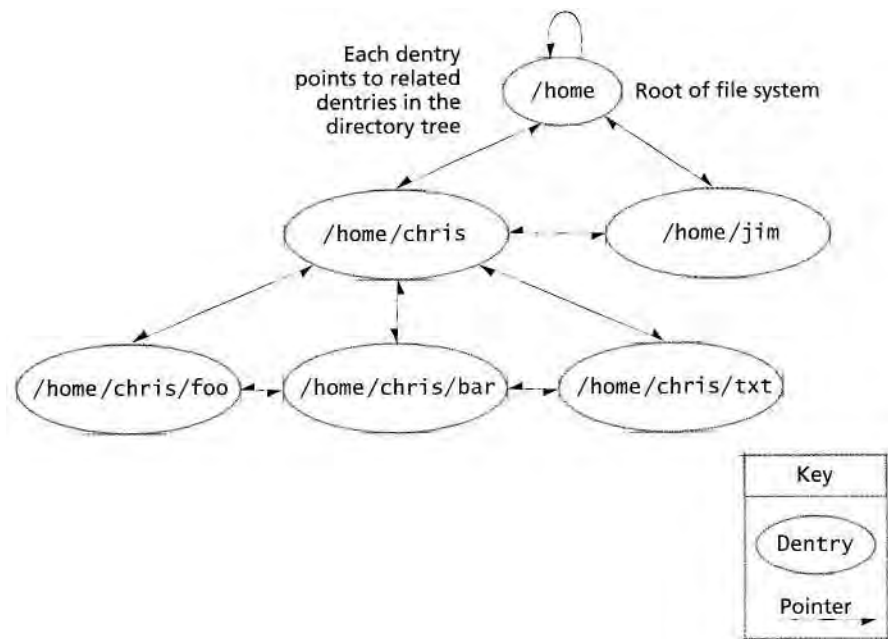 Each dentry
points to related
dentries in the
directory tree
/home
Root of file system
/home/chris
/home/jim
/home/chris/foo
/home/chris/bar
/home/chris/txt
Key
Dentry
Pointer